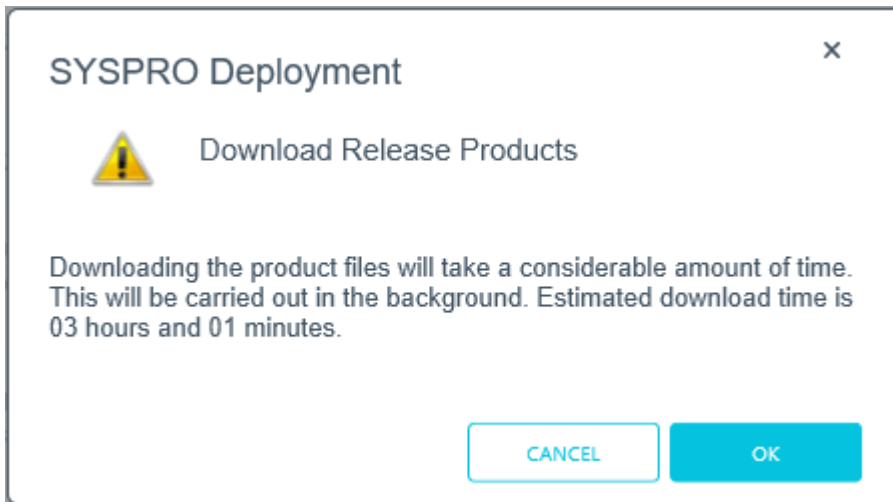 SYSPRO Deployment
Download Release Products
Downloading the product files will take a considerable amount of time.
This will be carried out in the background. Estimated download time is
03 hours and 01 minutes.
CANCEL
OK